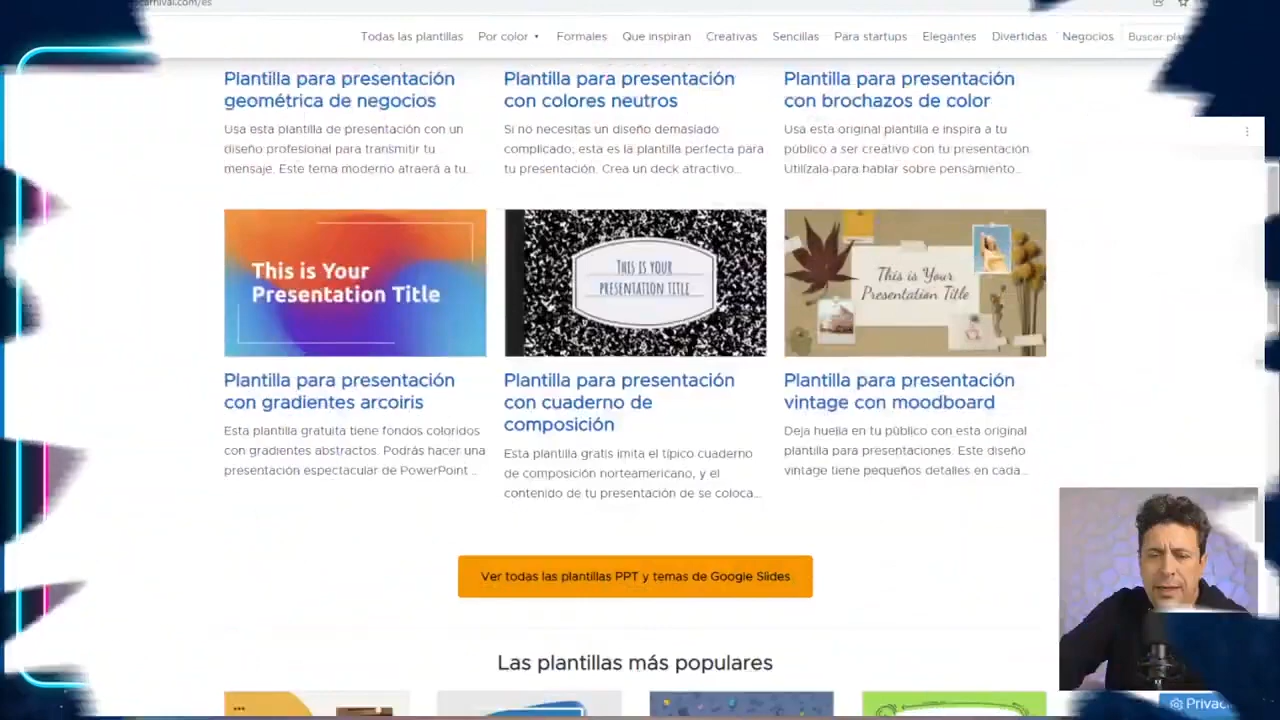 carnival.com/es
Todas las plantillas Por color Formales Que inspiran Creativas Sencillas Para startups Elegantes Divertidas Negocios Buscar
Plantilla para presentación
geométrica de negocios
Usa esta plantilla de presentación con un
diseño profesional para transmitir tu
mensaje. Este tema moderno atraerá a tu.
Plantilla para presentación
con colores neutros
Si no necesitas un diseño demasiado
complicado, esta es la plantilla perfecta para
tu presentación. Crea un deck atractivo...
Plantilla para presentación
con brochazos de color
Usa esta original plantilla e inspira a tu
público a ser creativo con tu presentación.
Utilízala para hablar sobre pensamiento...
This is Your
Presentation Title
THIS IS YOUR
PRESENTATION TITLE
This is Your
Presentation Title
Plantilla para presentación
con gradientes arcoiris
Esta plantilla gratuita tiene fondos coloridos
con gradientes abstractos. Podrás hacer una
presentación espectacular de PowerPoint ...
Plantilla para presentación
con cuaderno de
composición
Esta plantilla gratis imita el típico cuaderno
de composición norteamericano, y el
contenido de tu presentación de se coloca...
Plantilla para presentación
vintage con moodboard
Deja huella en tu público con esta original
plantilla para presentaciones. Este diseño
vintage tiene pequeños detalles en cada...
Ver todas las plantillas PPT y temas de Google Slides
Las plantillas más populares